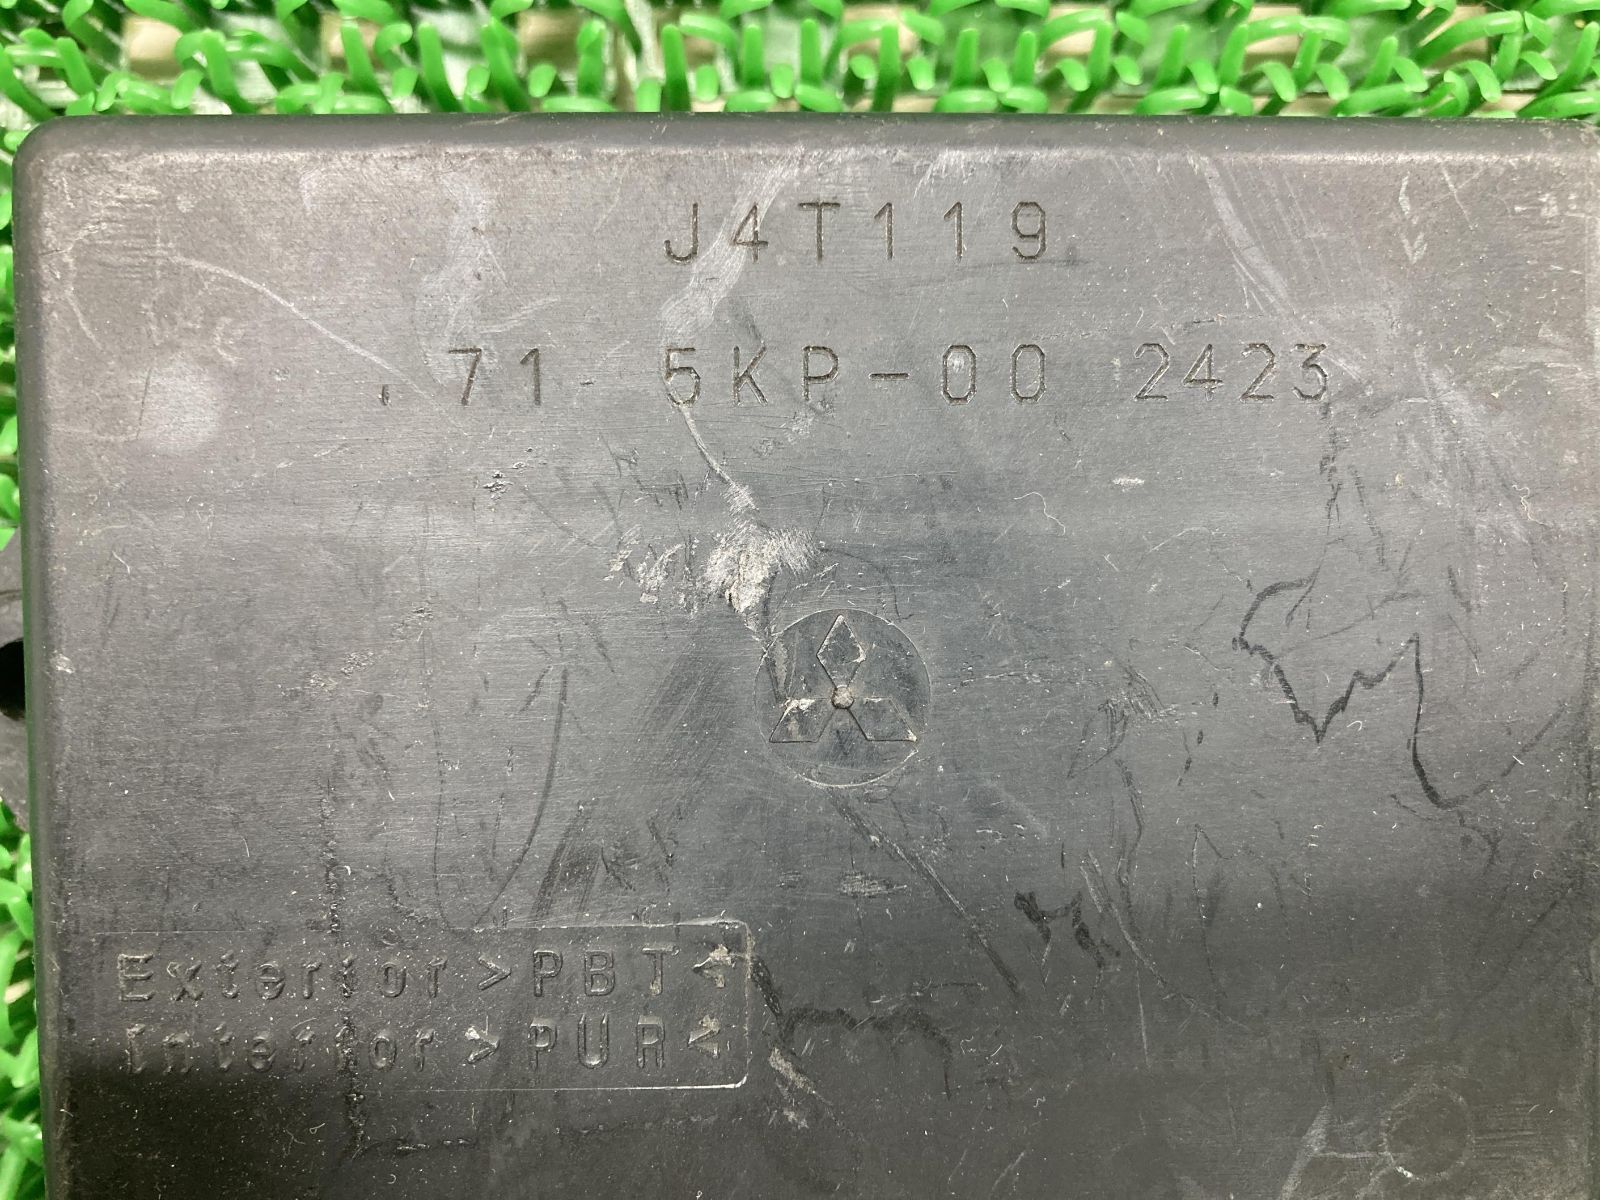 J4T119
.71 5KP-00 2423
Exterior >PBT<
Interior >PUR<